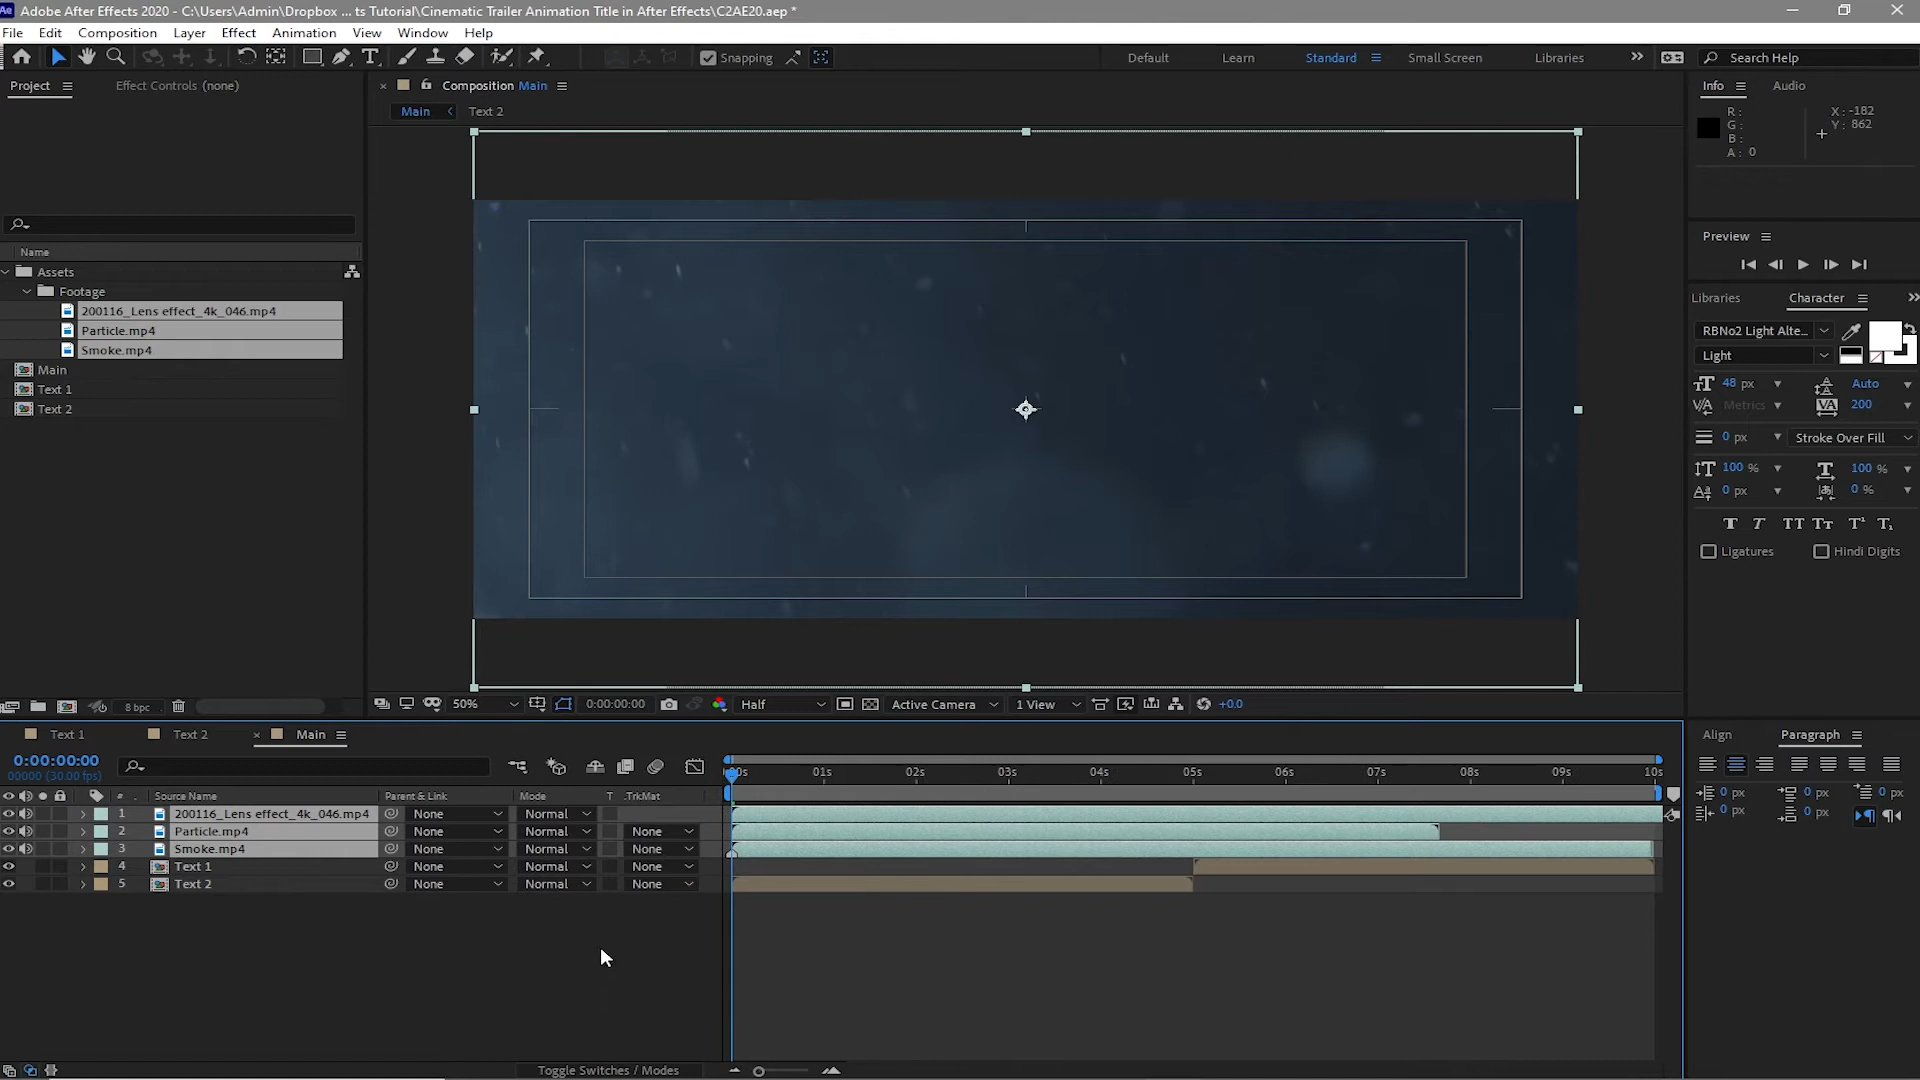 Adobe After Effects 2020 - C:\Users\Admin\Dropbox ... ts Tutorial\Cinematic Trailer Animation Title in After Effects\C2AE20.aep *
File Edit Composition Layer Effect Animation View Window Help
Snapping Default Learn Standard Small Screen Libraries Search Help
Project Effect Controls (none)
Composition Main
Main Text 2
Info Audio
R:
G:
B:
A: 0
X: -182
Y: 862
Preview
Name
Assets
Footage
200116_Lens effect_4k_046.mp4
Particle.mp4
Smoke.mp4
Main
Text 1
Text 2
Libraries Character
RBNo2 Light Alte...
Light
48 px Auto
Metrics 200
0 px Stroke Over Fill
100 % 100 %
0 px 0 %
Ligatures Hindi Digits
8 bpc
50% 0:00:00:00 Half Active Camera 1 View +0.0
Text 1 Text 2 Main
0:00:00:00
00000 (30.00 fps)
# Source Name Parent & Link Mode T .TrkMat
00s 01s 02s 03s 04s 05s 06s 07s 08s 09s 10s
1 200116_Lens effect_4k_046.mp4 None Normal
2 Particle.mp4 None Normal None
3 Smoke.mp4 None Normal None
4 Text 1 None Normal None
5 Text 2 None Normal None
Align Paragraph
0 px 0 px 0 px
0 px 0 px
Toggle Switches / Modes